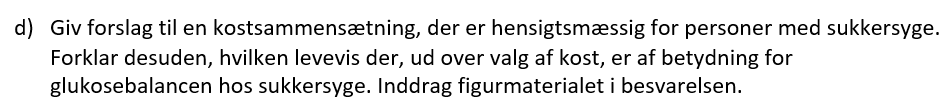 d) Giv forslag til en kostsammensætning, der er hensigtsmæssig for personer med sukkersyge.
Forklar desuden, hvilken levevis der, ud over valg af kost, er af betydning for
glukosebalancen hos sukkersyge. Inddrag figurmaterialet i besvarelsen.